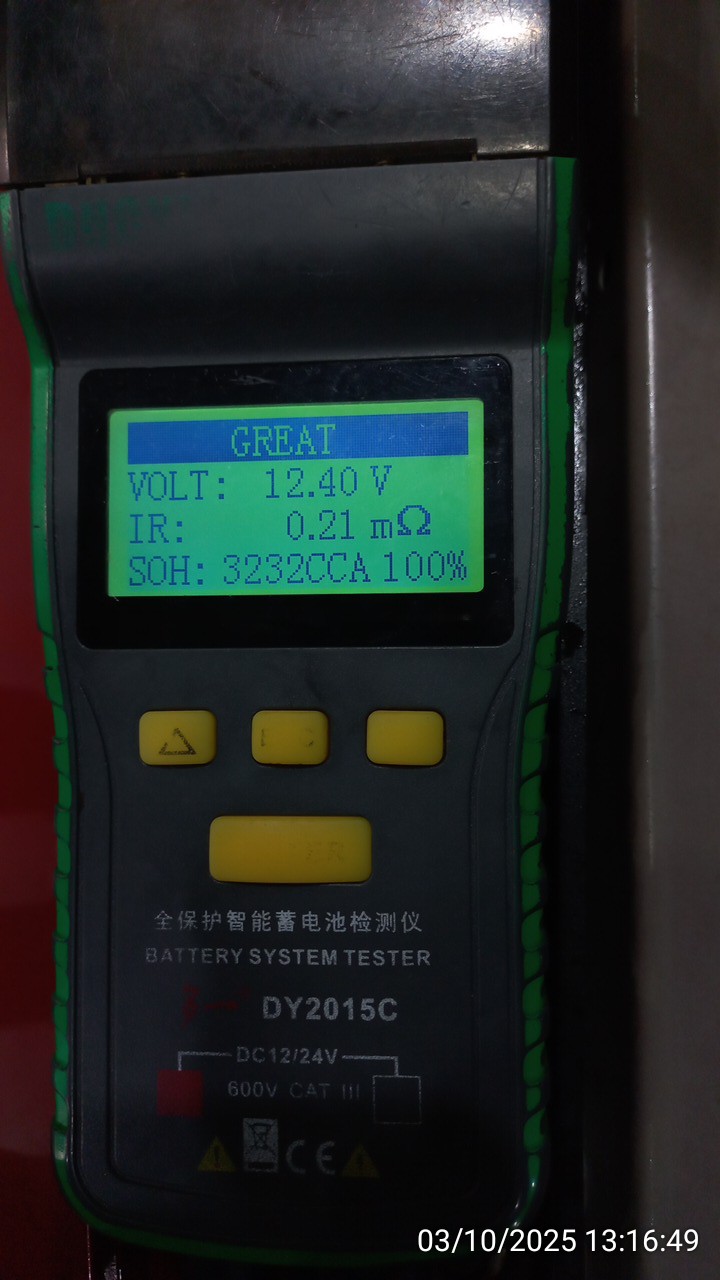 GREAT
VOLT: 12.40 V
IR: 0.21 mΩ
SOH: 3232CCA 100%
全保护智能蓄电池检测仪
BATTERY SYSTEM TESTER
DY2015C
DC12/24V
600V CAT III
CE
03/10/2025 13:16:49